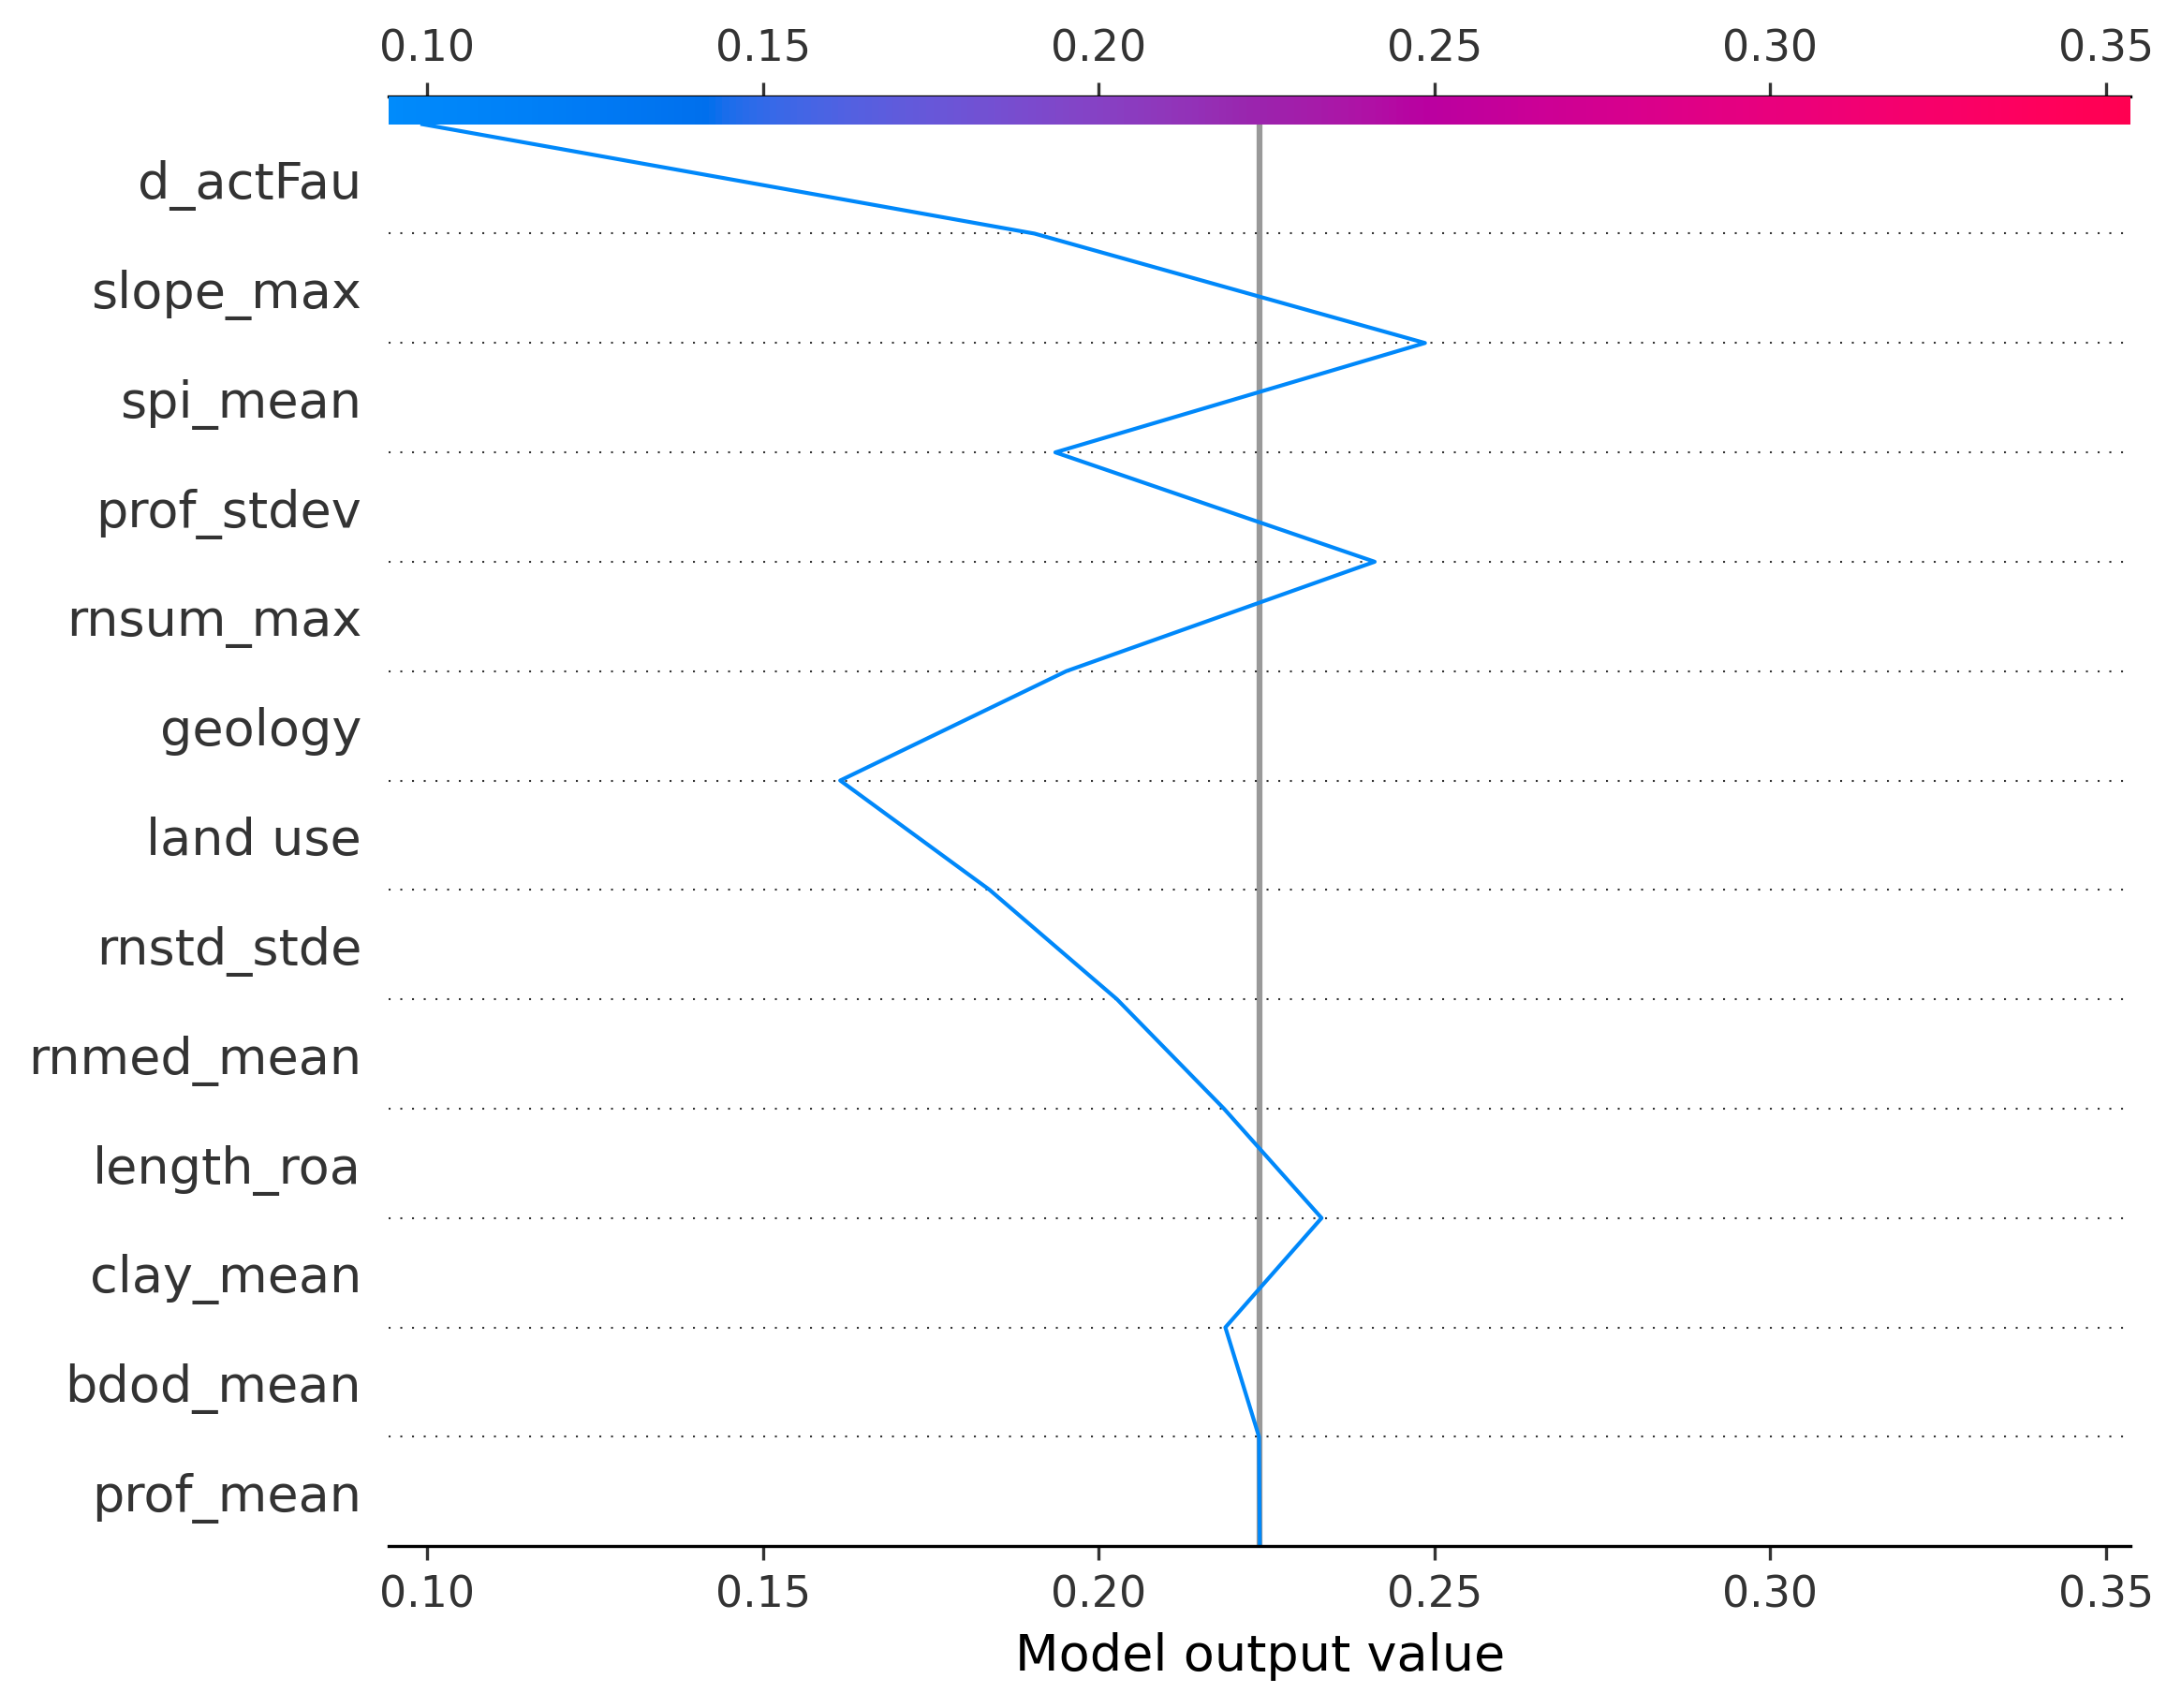 0.10 0.15 0.20 0.25 0.30 0.35
d_actFau
slope_max
spi_mean
prof_stdev
rnsum_max
geology
land use
rnstd_stde
rnmed_mean
length_roa
clay_mean
bdod_mean
prof_mean
0.10 0.15 0.20 0.25 0.30 0.35
Model output value